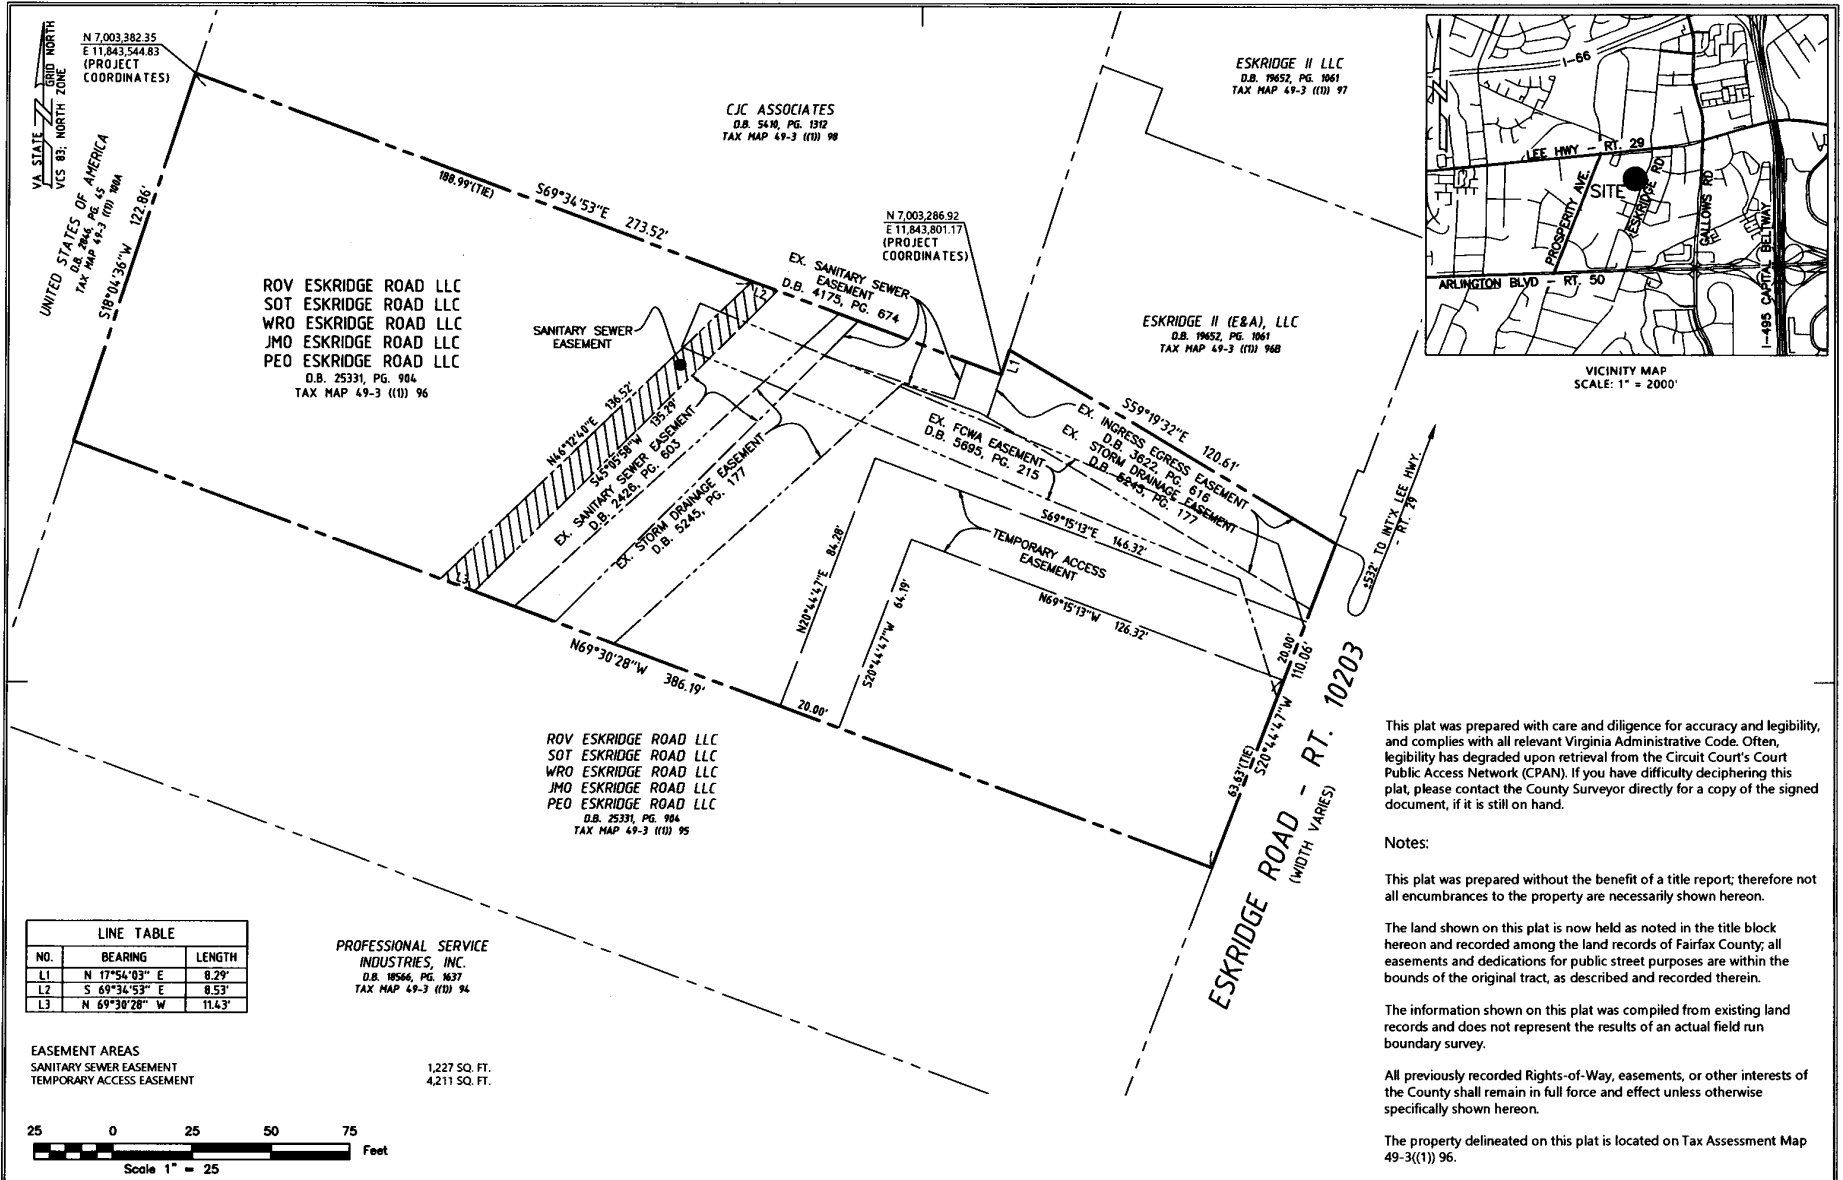 N 7,003,382.35
E 11,843,544.83
(PROJECT
COORDINATES)
VA STATE GRID NORTH
VCS 83; NORTH ZONE
UNITED STATES OF AMERICA
D.B. 2846, PG. 45
TAX MAP 49-3 ((1)) 100A
S18°04'36"W 122.86'
CJC ASSOCIATES
D.B. 5410, PG. 1312
TAX MAP 49-3 ((1)) 98
188.99'(TIE)
S69°34'53"E 273.52'
ESKRIDGE II LLC
D.B. 19652, PG. 1061
TAX MAP 49-3 ((1)) 97
N 7,003,286.92
E 11,843,801.17
(PROJECT
COORDINATES)
EX. SANITARY SEWER
EASEMENT
D.B. 4175, PG. 674
ROV ESKRIDGE ROAD LLC
SOT ESKRIDGE ROAD LLC
WRO ESKRIDGE ROAD LLC
JMO ESKRIDGE ROAD LLC
PEO ESKRIDGE ROAD LLC
D.B. 25331, PG. 904
TAX MAP 49-3 ((1)) 96
SANITARY SEWER
EASEMENT
L2
L1
L3
ESKRIDGE II (E&A), LLC
D.B. 19652, PG. 1061
TAX MAP 49-3 ((1)) 96B
I-66
LEE HWY - RT. 29
SITE
PROSPERITY AVE.
ESKRIDGE RD
GALLOWS RD
I-495 CAPITAL BELTWAY
ARLINGTON BLVD - RT. 50
VICINITY MAP
SCALE: 1" = 2000'
N46°12'40"E 136.52'
S45°05'58"W 135.29'
EX. SANITARY SEWER EASEMENT
D.B. 2426, PG. 603
EX. STORM DRAINAGE EASEMENT
D.B. 5245, PG. 177
EX. FCWA EASEMENT
D.B. 5695, PG. 215
S59°19'32"E 120.61'
EX. INGRESS EGRESS EASEMENT
D.B. 3622, PG. 616
EX. STORM DRAINAGE EASEMENT
D.B. 5245, PG. 177
±532' TO INT'X LEE HWY.
- RT. 29
S69°15'13"E 146.32'
TEMPORARY ACCESS
EASEMENT
N69°15'13"W 126.32'
N20°44'47"E 84.28'
S20°44'47"W 64.19'
20.00'
N69°30'28"W 386.19'
20.00'
S20°44'47"W 110.06'
63.63'(TIE)
ESKRIDGE ROAD - RT. 10203
(WIDTH VARIES)
ROV ESKRIDGE ROAD LLC
SOT ESKRIDGE ROAD LLC
WRO ESKRIDGE ROAD LLC
JMO ESKRIDGE ROAD LLC
PEO ESKRIDGE ROAD LLC
D.B. 25331, PG. 904
TAX MAP 49-3 ((1)) 95
PROFESSIONAL SERVICE
INDUSTRIES, INC.
D.B. 18566, PG. 1637
TAX MAP 49-3 ((1)) 94
LINE TABLE
NO. BEARING LENGTH
L1 N 17°54'03" E 8.29'
L2 S 69°34'53" E 8.53'
L3 N 69°30'28" W 11.43'
EASEMENT AREAS
SANITARY SEWER EASEMENT 1,227 SQ. FT.
TEMPORARY ACCESS EASEMENT 4,211 SQ. FT.
25 0 25 50 75
Feet
Scale 1" = 25
This plat was prepared with care and diligence for accuracy and legibility,
and complies with all relevant Virginia Administrative Code. Often,
legibility has degraded upon retrieval from the Circuit Court's Court
Public Access Network (CPAN). If you have difficulty deciphering this
plat, please contact the County Surveyor directly for a copy of the signed
document, if it is still on hand.
Notes:
This plat was prepared without the benefit of a title report; therefore not
all encumbrances to the property are necessarily shown hereon.
The land shown on this plat is now held as noted in the title block
hereon and recorded among the land records of Fairfax County; all
easements and dedications for public street purposes are within the
bounds of the original tract, as described and recorded therein.
The information shown on this plat was compiled from existing land
records and does not represent the results of an actual field run
boundary survey.
All previously recorded Rights-of-Way, easements, or other interests of
the County shall remain in full force and effect unless otherwise
specifically shown hereon.
The property delineated on this plat is located on Tax Assessment Map
49-3((1)) 96.